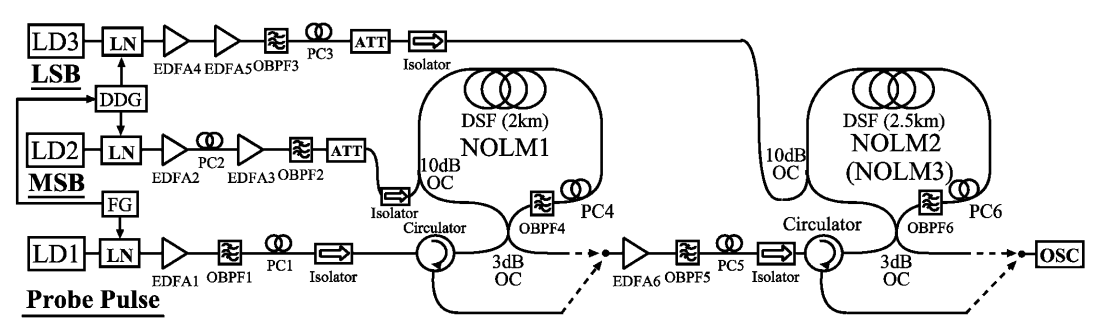 LD3
LN
EDFA4
EDFA5
OBPF3
PC3
ATT
Isolator
LSB
DDG
LD2
LN
EDFA2
PC2
EDFA3
OBPF2
ATT
Isolator
MSB
FG
LD1
LN
EDFA1
OBPF1
PC1
Isolator
Probe Pulse
Circulator
10dB
OC
DSF (2km)
NOLM1
OBPF4
PC4
3dB
OC
EDFA6
OBPF5
PC5
Isolator
Circulator
10dB
OC
DSF (2.5km)
NOLM2
(NOLM3)
OBPF6
PC6
3dB
OC
OSC